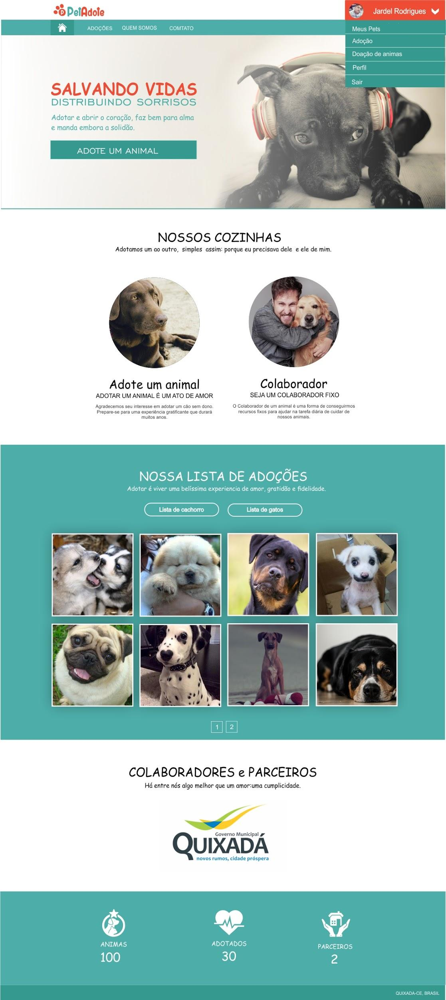 PetAdote
Jardel Rodrigues
ADOÇÕES QUEM SOMOS COMTATO
Meus Pets
Adoção
Doação de animas
Perfil
Sair
SALVANDO VIDAS
DISTRIBUINDO SORRISOS
Adotar e abrir o coração, faz bem para alma
e manda embora a solidão.
ADOTE UM ANIMAL
NOSSOS COZINHAS
Adotamos um ao outro, simples assim: porque eu precisava dele e ele de mim.
Adote um animal
ADOTAR UM ANIMAL É UM ATO DE AMOR
Agradecemos seu interesse em adotar um cão sem dono.
Prepare-se para uma experiência gratificante que durará
muitos anos.
Colaborador
SEJA UM COLABORADOR FIXO
O Colaborador de um animal é uma forma de conseguirmos
recursos fixos para ajudar na tarefa diária de cuidar de
nossos animais.
NOSSA LISTA DE ADOÇÕES
Adotar é viver uma belíssima experiencia de amor, gratidão e fidelidade.
Lista de cachorro
Lista de gatos
1 2
COLABORADORES e PARCEIROS
Há entre nós algo melhor que um amor:uma cumplicidade.
Governo Municipal
QUIXADÁ
novos rumos, cidade próspera
ANIMAS
100
ADOTADOS
30
PARCEIROS
2
QUIXADA-CE, BRASIL